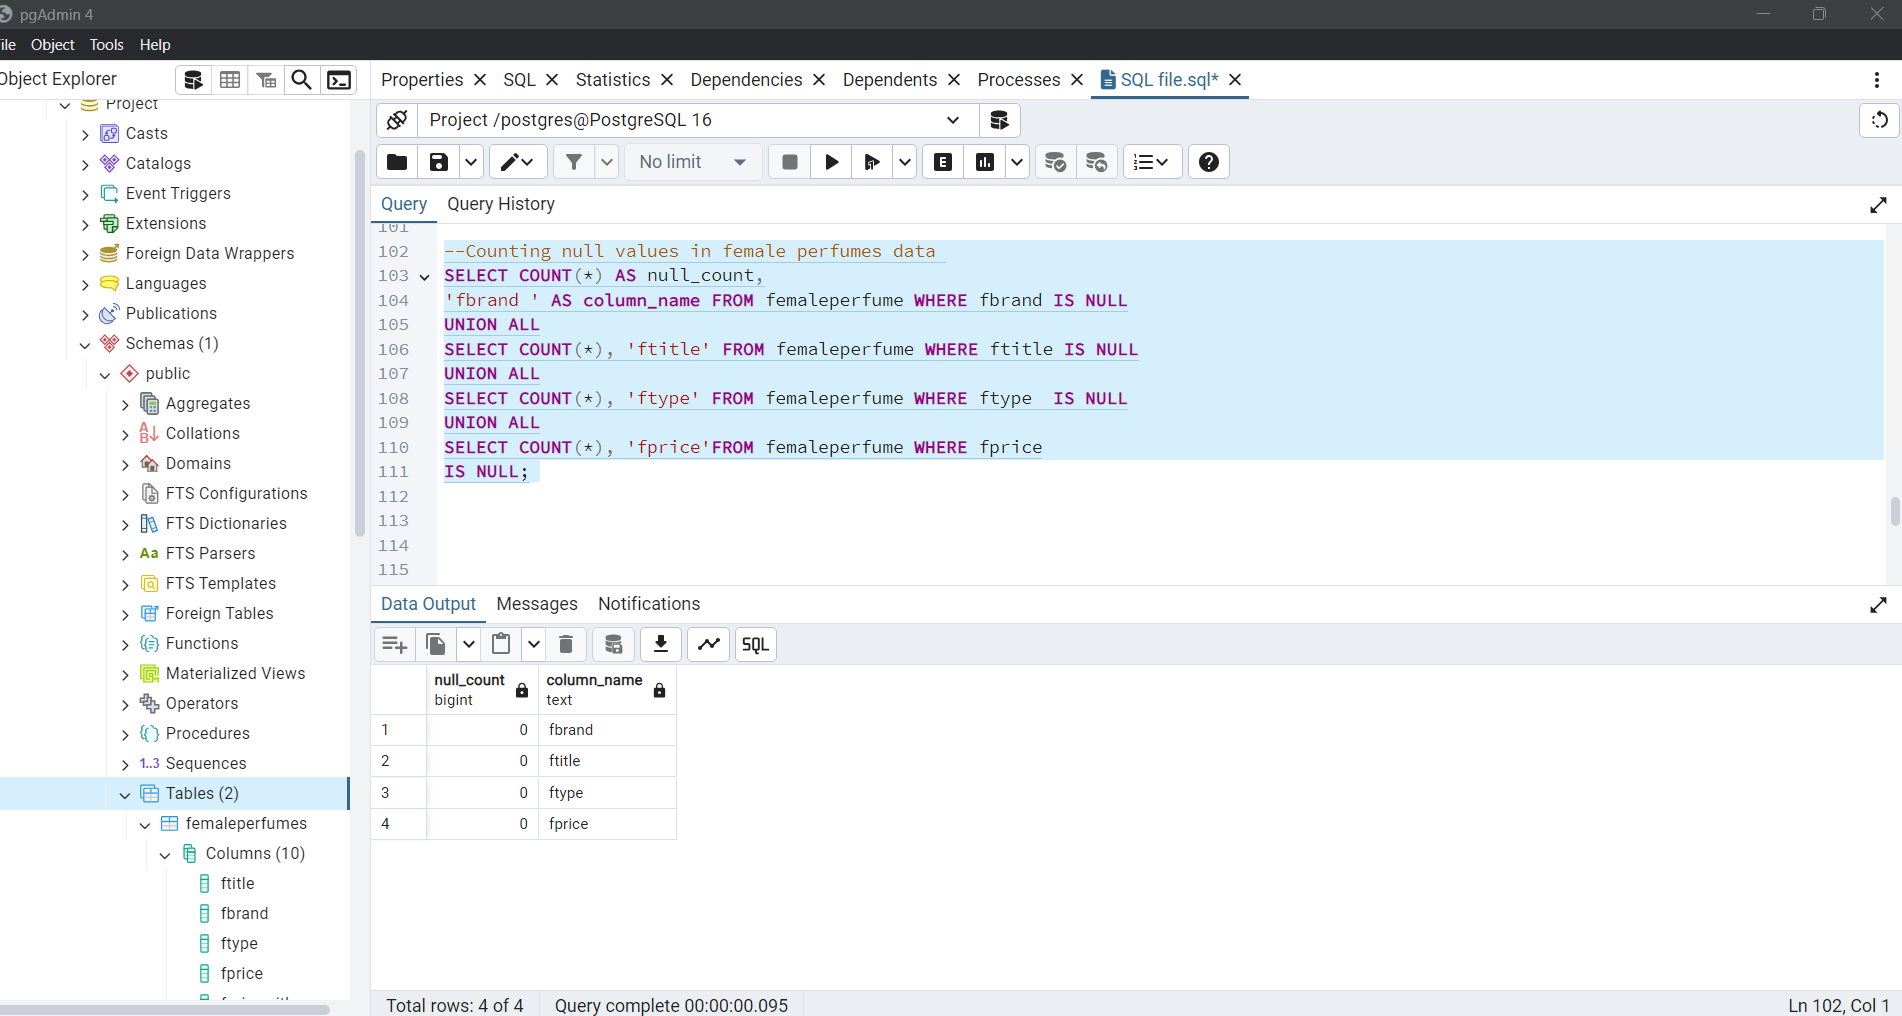 pgAdmin 4
ile Object Tools Help
Object Explorer
Properties SQL Statistics Dependencies Dependents Processes SQL file.sql*
Project /postgres@PostgreSQL 16
No limit
E
SQL
Query Query History
Project
Casts
Catalogs
Event Triggers
Extensions
Foreign Data Wrappers
Languages
Publications
Schemas (1)
public
Aggregates
Collations
Domains
FTS Configurations
FTS Dictionaries
Aa FTS Parsers
FTS Templates
Foreign Tables
Functions
Materialized Views
Operators
Procedures
1..3 Sequences
Tables (2)
femaleperfumes
Columns (10)
ftitle
fbrand
ftype
fprice
101
102 --Counting null values in female perfumes data
103 SELECT COUNT(*) AS null_count,
104 'fbrand ' AS column_name FROM femaleperfume WHERE fbrand IS NULL
105 UNION ALL
106 SELECT COUNT(*), 'ftitle' FROM femaleperfume WHERE ftitle IS NULL
107 UNION ALL
108 SELECT COUNT(*), 'ftype' FROM femaleperfume WHERE ftype  IS NULL
109 UNION ALL
110 SELECT COUNT(*), 'fprice'FROM femaleperfume WHERE fprice
111 IS NULL;
112
113
114
115
Data Output Messages Notifications
null_count column_name
bigint text
1 0 fbrand
2 0 ftitle
3 0 ftype
4 0 fprice
Total rows: 4 of 4 Query complete 00:00:00.095 Ln 102, Col 1